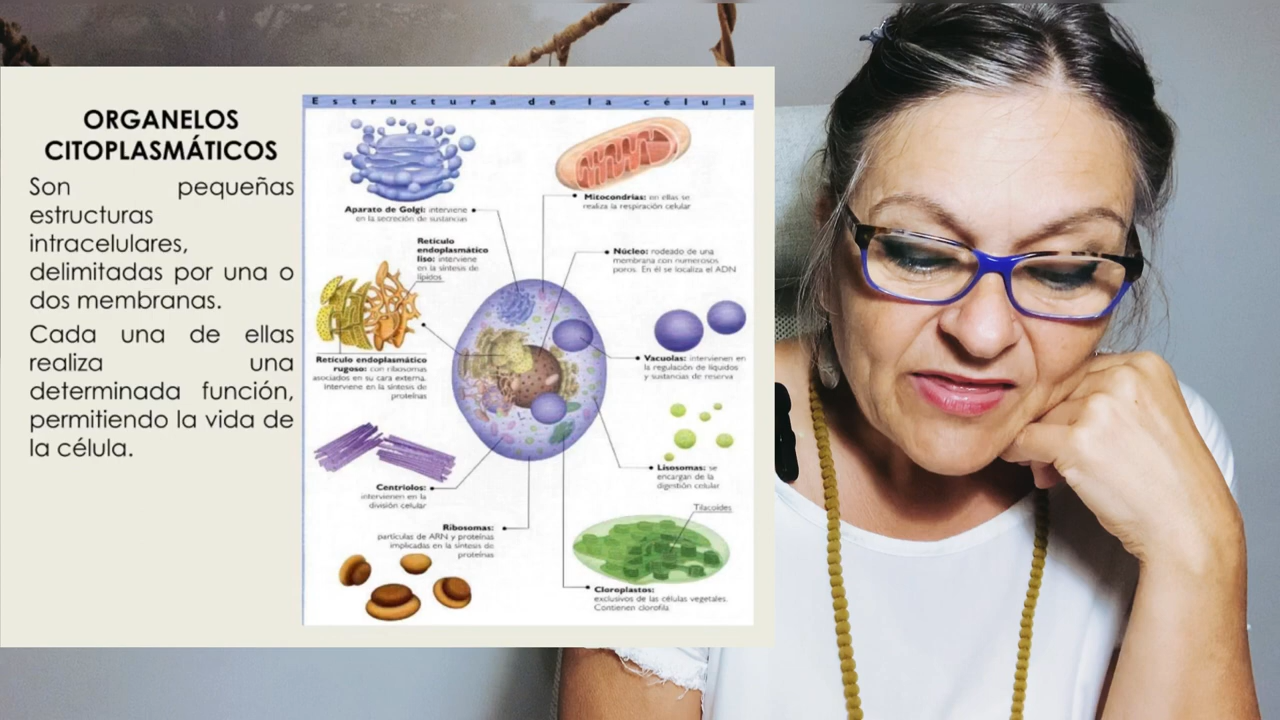 ORGANELOS
CITOPLASMÁTICOS
Son pequeñas
estructuras
intracelulares,
delimitadas por una o
dos membranas.
Cada una de ellas
realiza una
determinada función,
permitiendo la vida de
la célula.
Estructura de la célula
Aparato de Golgi: interviene
en la secreción de sustancias
Mitocondrias: en ellas se
realiza la respiración celular
Retículo
endoplasmático
liso: interviene
en la síntesis de
lípidos
Núcleo: rodeado de una
membrana con numerosos
poros. En él se localiza el ADN
Retículo endoplasmático
rugoso: con ribosomas
asociados en su cara externa.
Interviene en la síntesis de
proteínas
Vacuolas: intervienen en
la regulación de líquidos
y sustancias de reserva
Centriolos:
intervienen en la
división celular
Lisosomas: se
encargan de la
digestión celular
Ribosomas:
partículas de ARN y proteínas
implicadas en la síntesis de
proteínas
Tilacoides
Cloroplastos:
exclusivos de las células vegetales.
Contienen clorofila